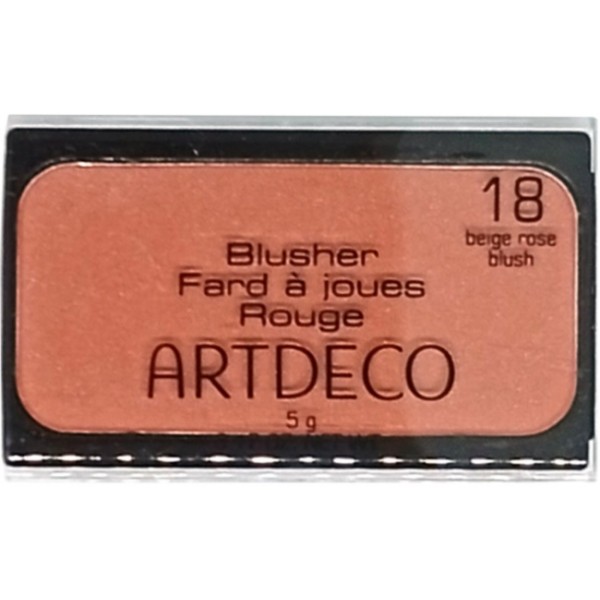 18
beige rose
blush
Blusher
Fard à joues
Rouge
ARTDECO
5 g